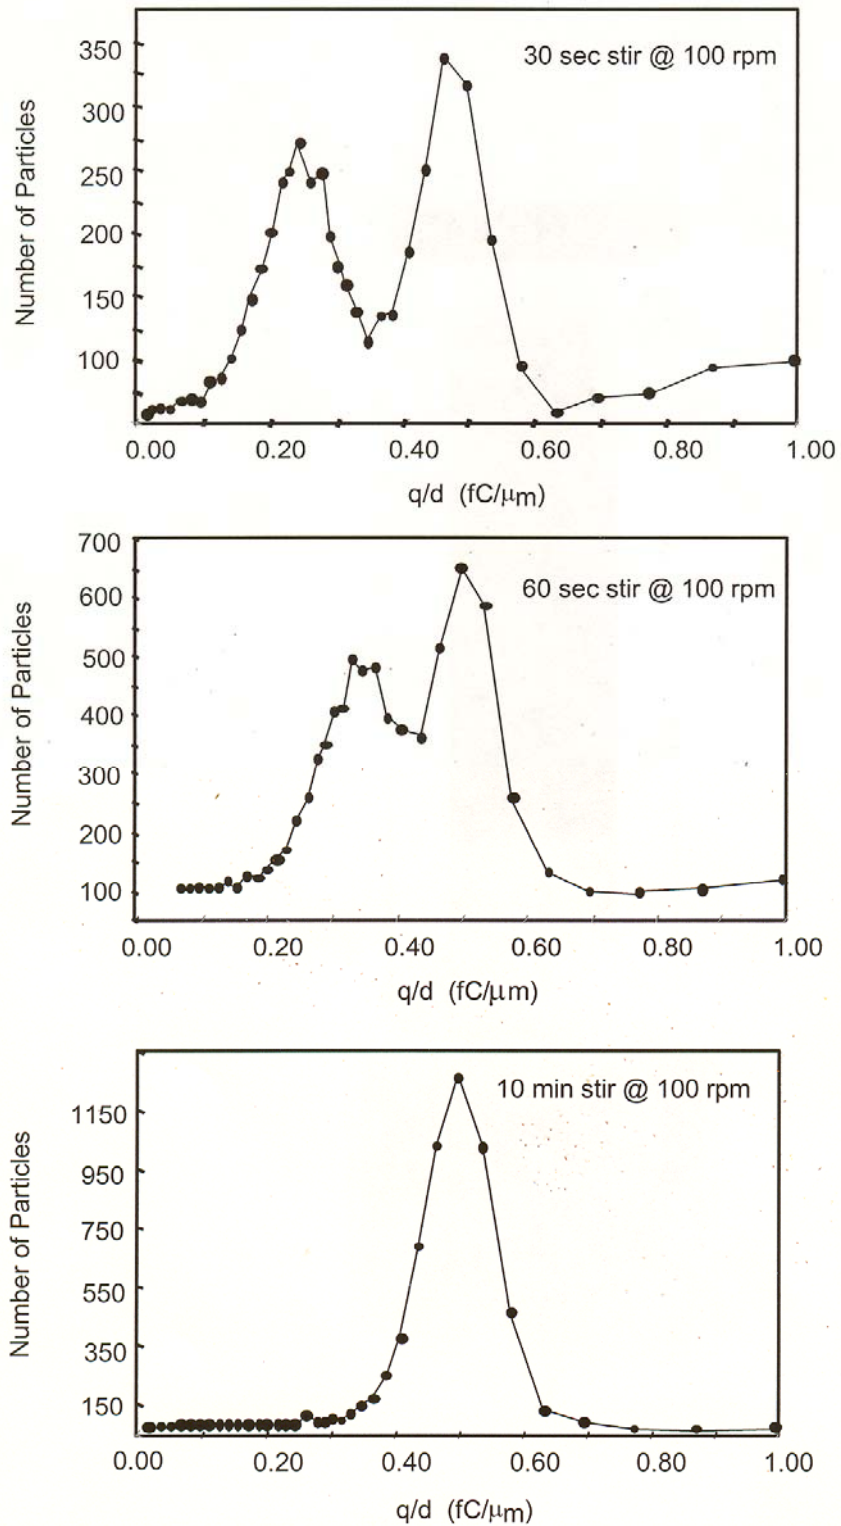 30 sec stir @ 100 rpm
Number of Particles
350
300
250
200
150
100
0.00 0.20 0.40 0.60 0.80 1.00
q/d (fC/μm)
60 sec stir @ 100 rpm
Number of Particles
700
600
500
400
300
200
100
0.00 0.20 0.40 0.60 0.80 1.00
q/d (fC/μm)
10 min stir @ 100 rpm
Number of Particles
1150
950
750
550
350
150
0.00 0.20 0.40 0.60 0.80 1.00
q/d (fC/μm)